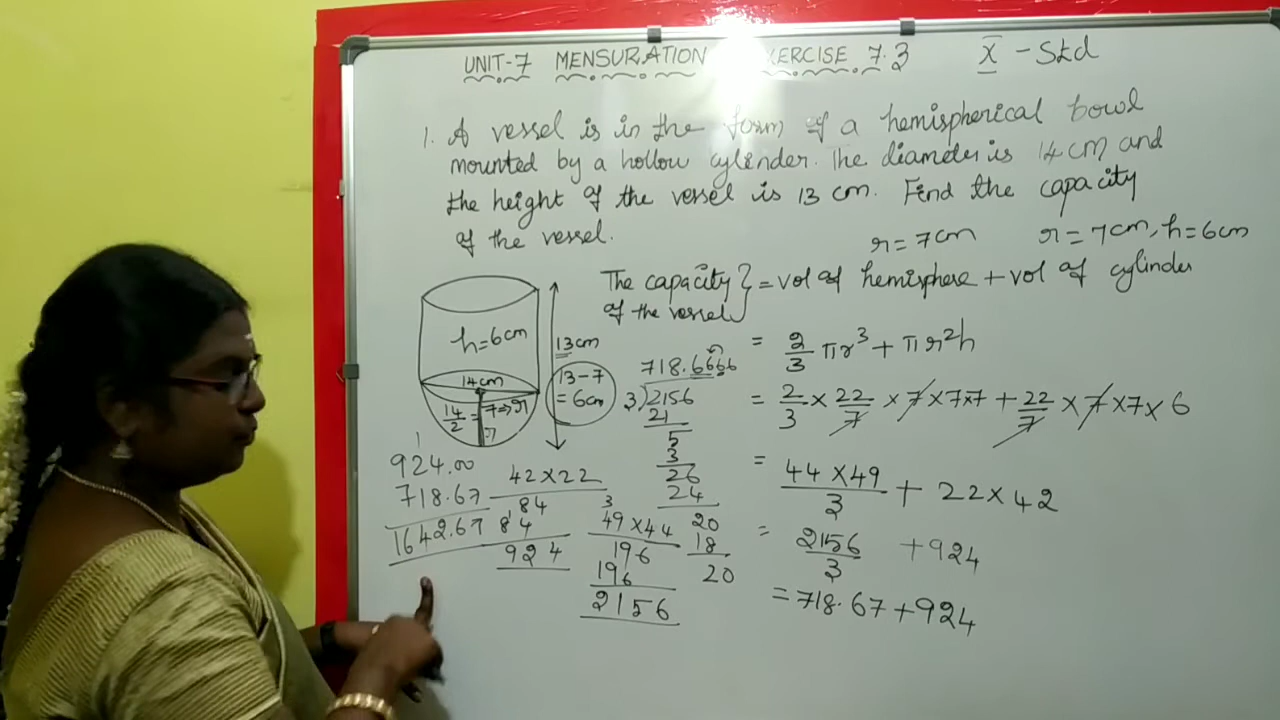 UNIT-7 MENSURATION EXERCISE 7.3 X - Std
1. A vessel is in the form of a hemispherical bowl
mounted by a hollow cylinder. The diameter is 14 cm and
the height of the vessel is 13 cm. Find the capacity
of the vessel.
r = 7cm r = 7cm, h = 6cm
The capacity } = vol of hemisphere + vol of cylinder
of the vessel
= 2/3 πr³ + πr²h
= 2/3 × 22/7 × 7 × 7×7 + 22/7 × 7 × 7 × 6
= 44 × 49 / 3 + 22 × 42
= 2156 / 3 + 924
= 718.67 + 924
h = 6cm
14cm
14/2 = 7 ⇒ r
7
13cm
13 - 7
= 6cm
718.6666
3) 2156
21
5
3
26
24
20
18
20
1
924.00
718.67
1642.67
42 × 22
84
1
84
924
3
49 × 44
196
196
2156